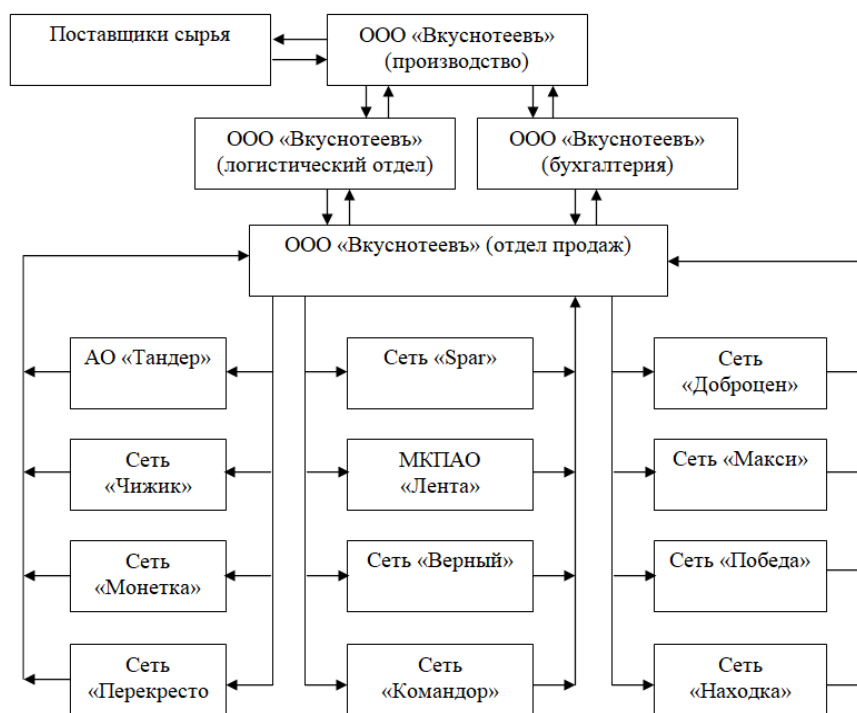 Поставщики сырья
ООО «Вкуснотеевъ»
(производство)
ООО «Вкуснотеевъ»
(логистический отдел)
ООО «Вкуснотеевъ»
(бухгалтерия)
ООО «Вкуснотеевъ» (отдел продаж)
АО «Тандер»
Сеть «Spar»
Сеть
«Доброцен»
Сеть
«Чижик»
МКПАО
«Лента»
Сеть «Макси»
Сеть
«Монетка»
Сеть «Верный»
Сеть «Победа»
Сеть
«Перекресто
Сеть
«Командор»
Сеть
«Находка»